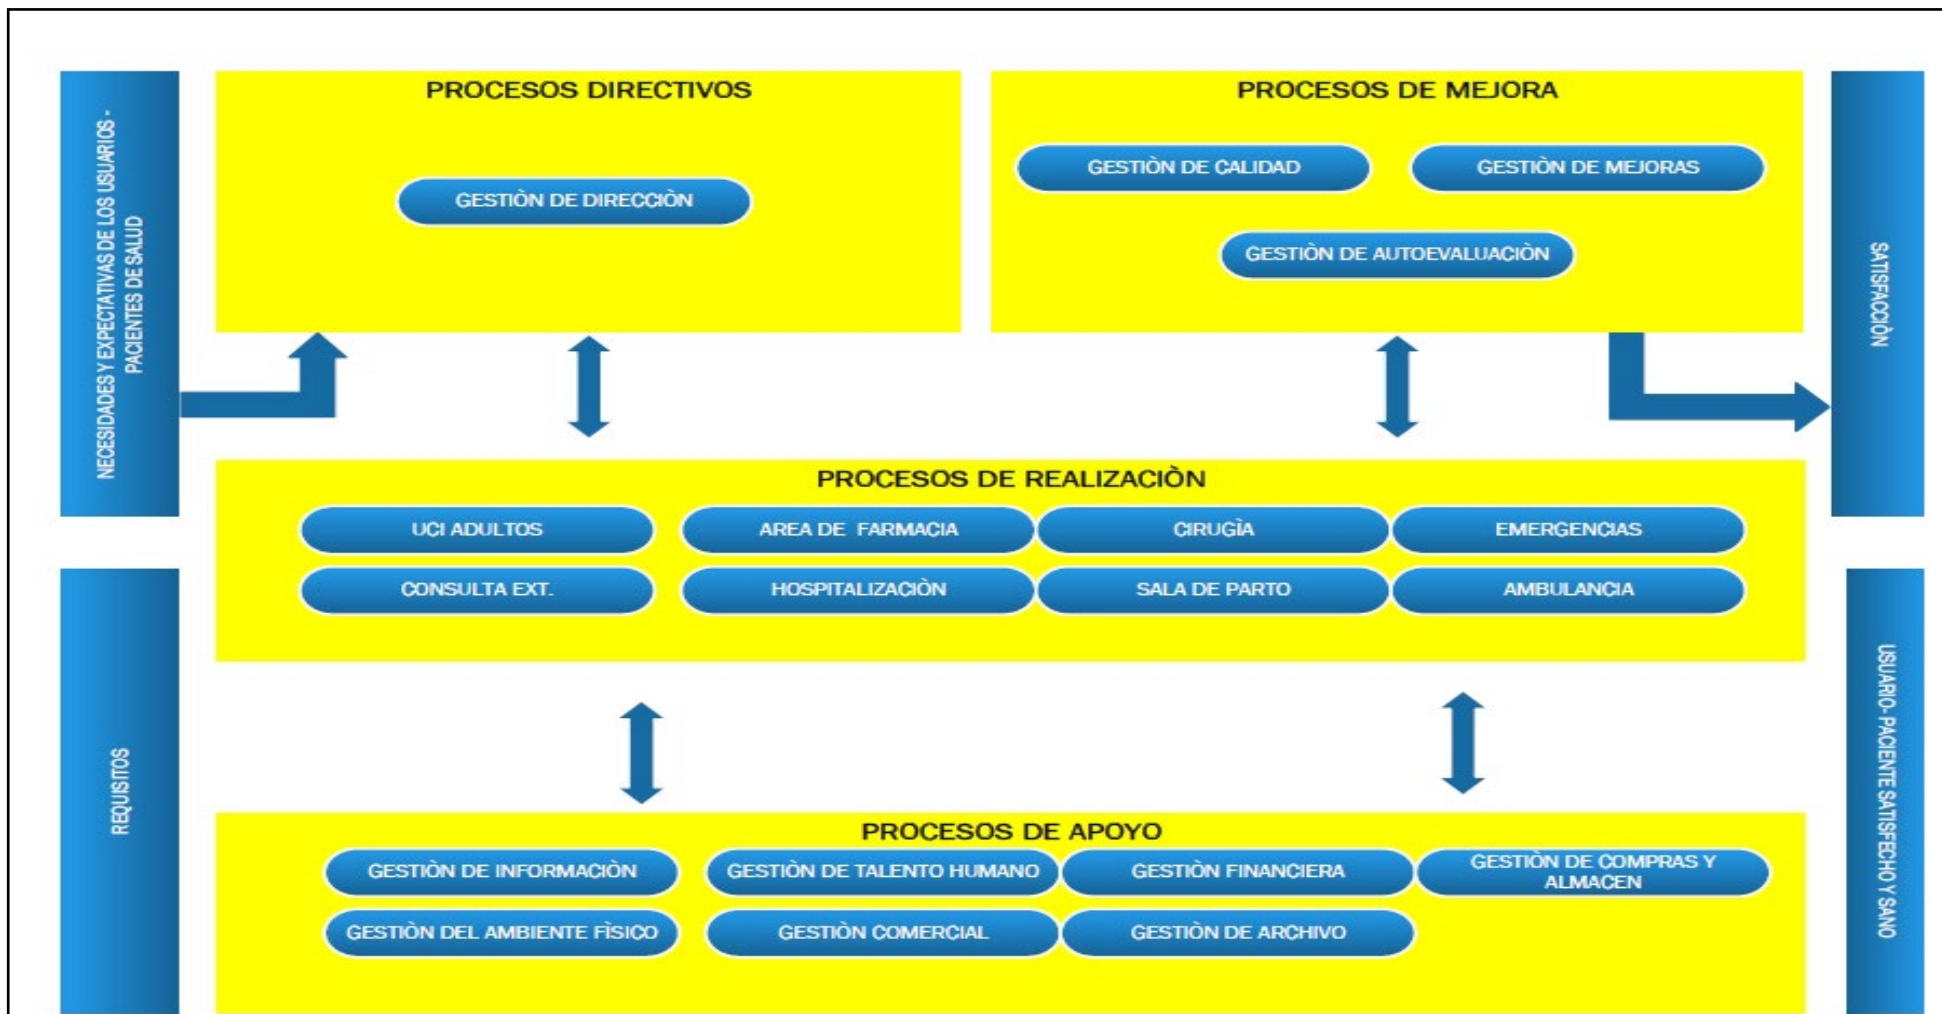 NECESIDADES Y EXPECTATIVAS DE LOS USUARIOS -
PACIENTES DE SALUD
PROCESOS DIRECTIVOS
GESTIÒN DE DIRECCIÒN
PROCESOS DE MEJORA
GESTIÒN DE CALIDAD
GESTIÒN DE MEJORAS
GESTIÒN DE AUTOEVALUACIÒN
SATISFACCIÒN
PROCESOS DE REALIZACIÒN
UCI ADULTOS
AREA DE FARMACIA
CIRUGÌA
EMERGENCIAS
CONSULTA EXT.
HOSPITALIZACIÒN
SALA DE PARTO
AMBULANCIA
REQUISITOS
PROCESOS DE APOYO
GESTIÒN DE INFORMACIÒN
GESTIÒN DE TALENTO HUMANO
GESTIÒN FINANCIERA
GESTIÒN DE COMPRAS Y
ALMACEN
GESTIÒN DEL AMBIENTE FÌSICO
GESTIÒN COMERCIAL
GESTIÒN DE ARCHIVO
USUARIO- PACIENTE SATISFECHO Y SANO